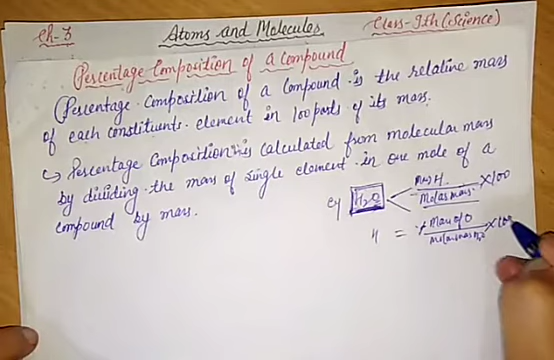 Ch-3 Atoms and Molecules Class-9th (Science)
Percentage Composition of a Compound
(Percentage Composition of a Compound is the relative mass
of each constituents element in 100 parts of its mass.
↳ Percentage Composition is calculated from molecular mass
by dividing the mass of single element in one mole of a
compound by mass.
eg H₂O < Mass H / Molar mass × 100
= Mass of O / Molar mass × 100